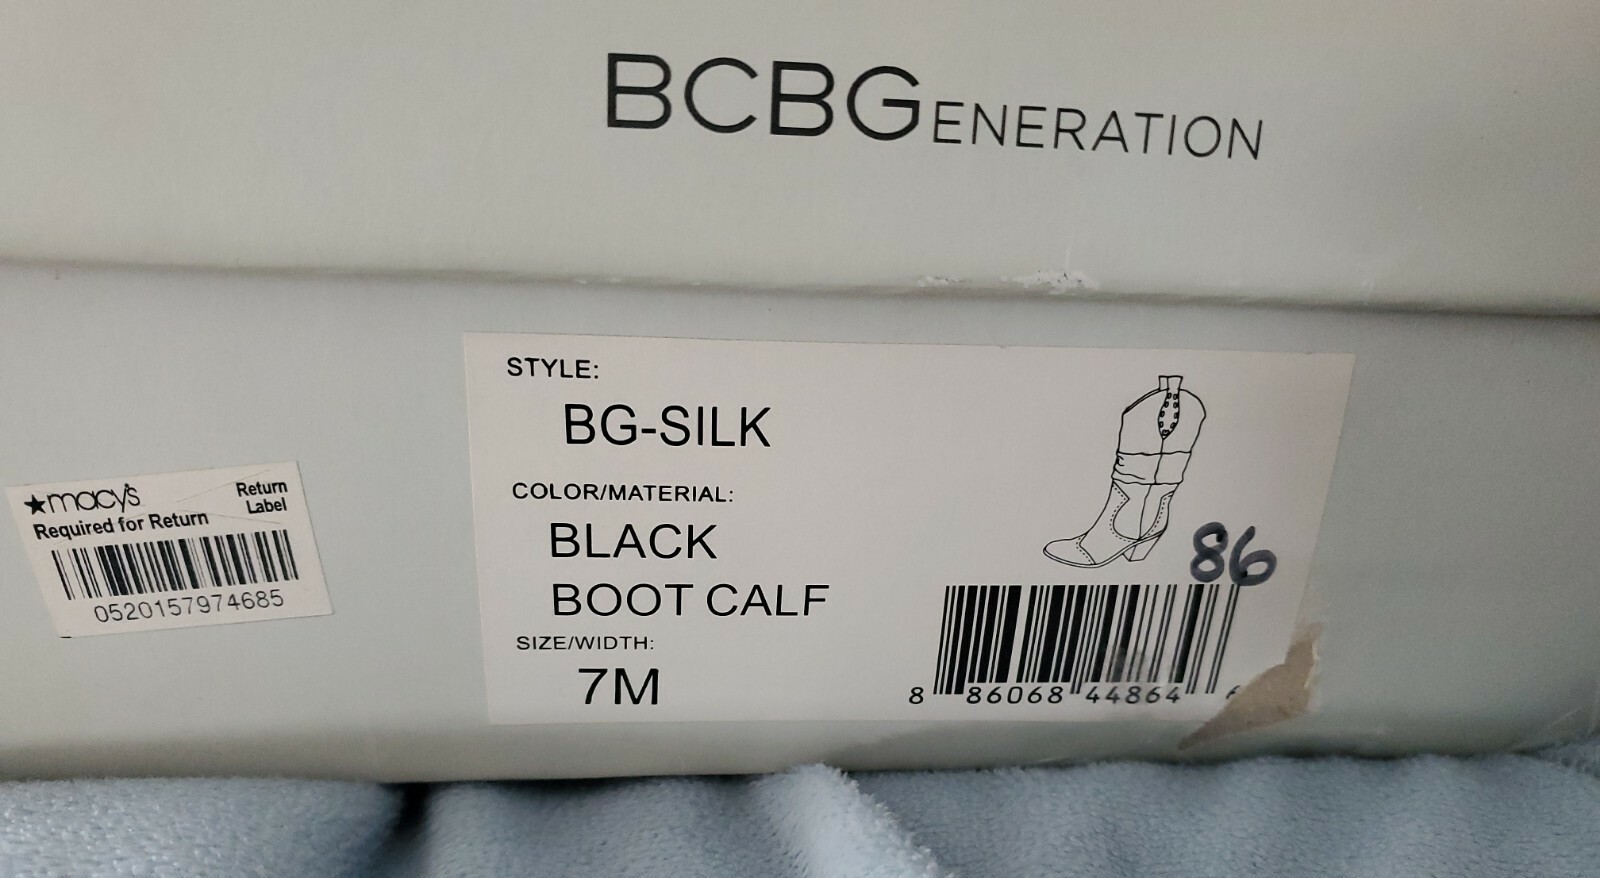 BCBGENERATION
STYLE:
BG-SILK
COLOR/MATERIAL:
BLACK
BOOT CALF
SIZE/WIDTH:
7M
86
8 86068 44864 6
★macy's Return
Required for Return Label
0520157974685